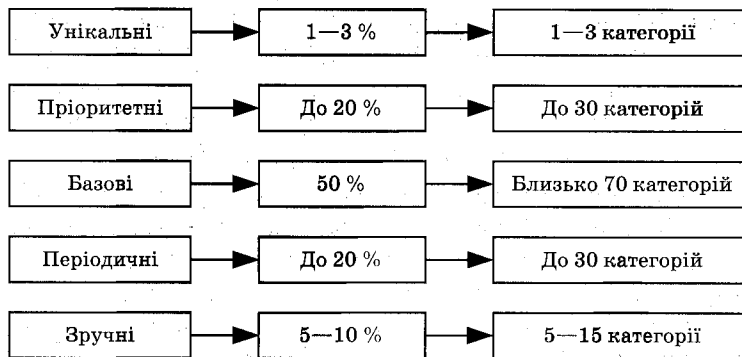 Унікальні 1—3 % 1—3 категорії
Пріоритетні До 20 % До 30 категорій
Базові 50 % Близько 70 категорій
Періодичні До 20 % До 30 категорій
Зручні 5—10 % 5—15 категорії